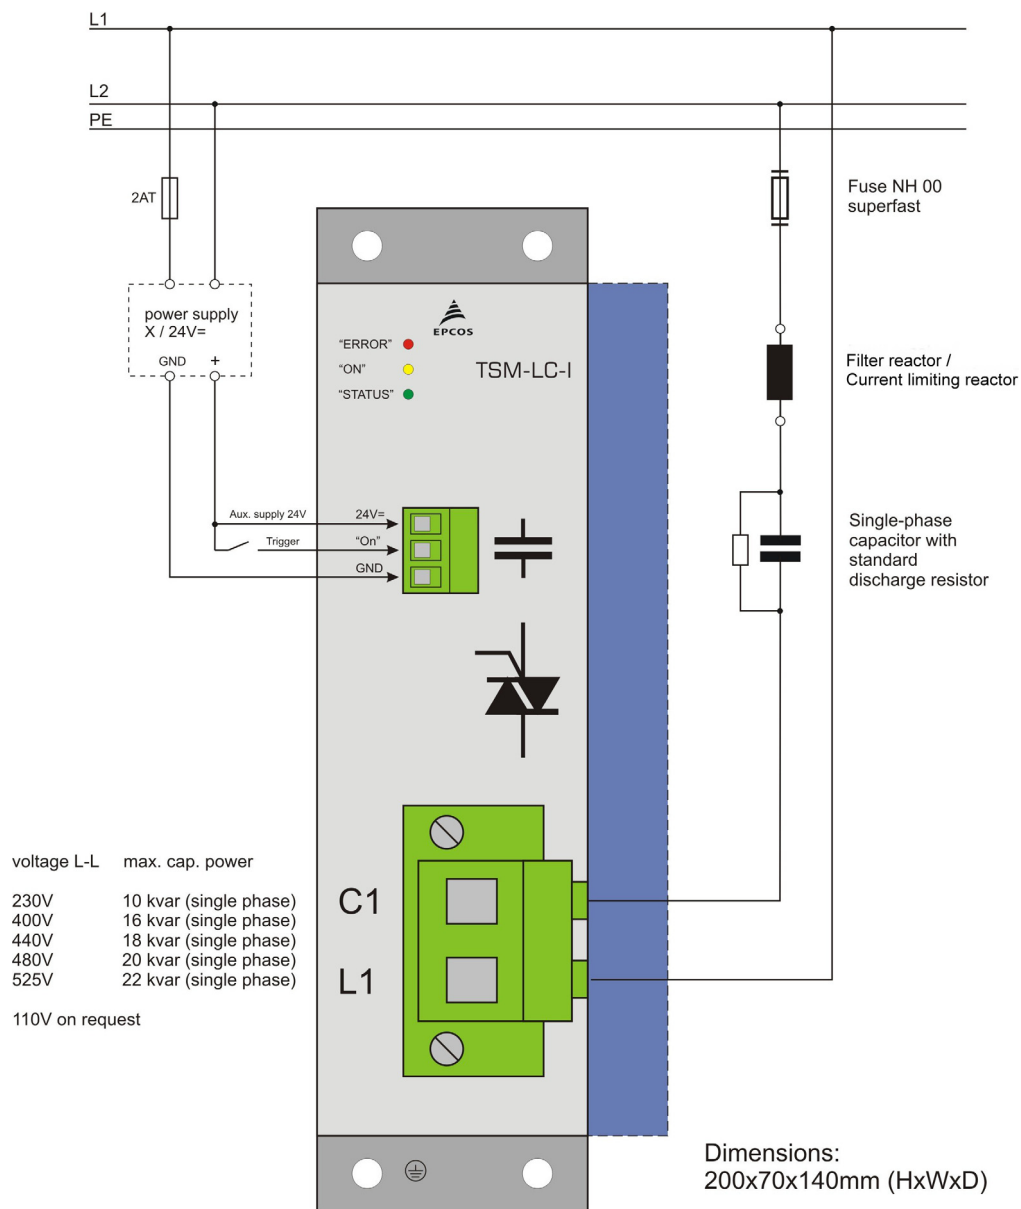 L1
L2
PE
2AT
Fuse NH 00
superfast
power supply
X / 24V=
GND
+
EPCOS
"ERROR"
"ON"
"STATUS"
TSM-LC-I
Filter reactor /
Current limiting reactor
Aux. supply 24V
24V=
Trigger
"On"
GND
Single-phase
capacitor with
standard
discharge resistor
voltage L-L max. cap. power
230V 10 kvar (single phase)
400V 16 kvar (single phase)
440V 18 kvar (single phase)
480V 20 kvar (single phase)
525V 22 kvar (single phase)
110V on request
C1
L1
Dimensions:
200x70x140mm (HxWxD)